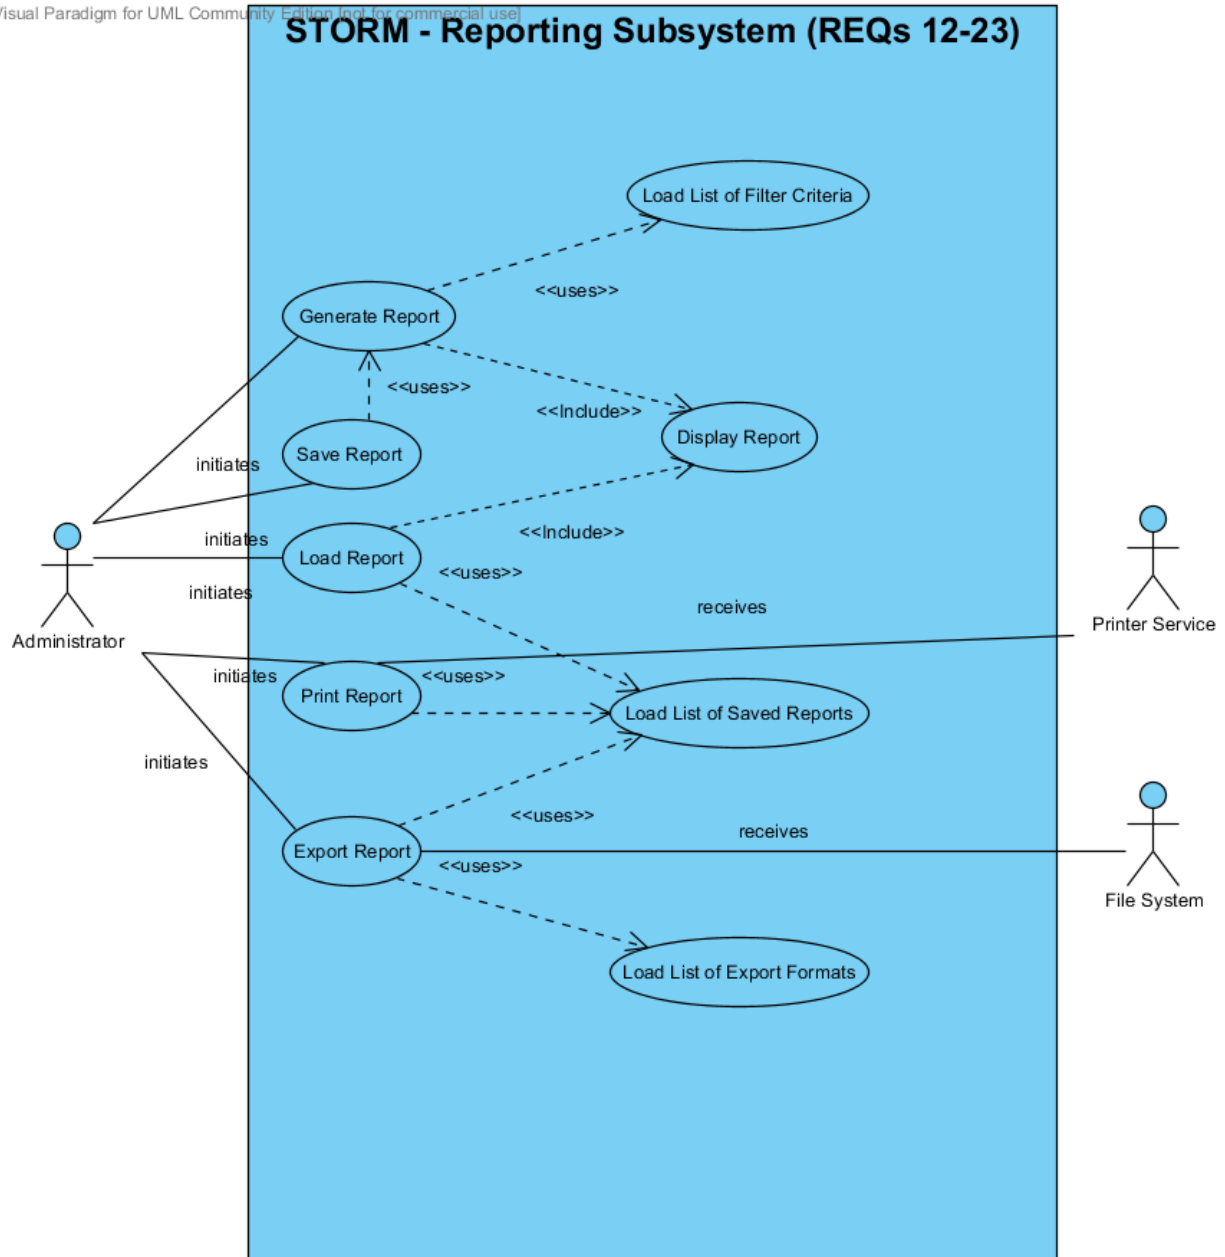 Visual Paradigm for UML Community Edition [not for commercial use]
STORM - Reporting Subsystem (REQs 12-23)
Load List of Filter Criteria
<<uses>>
Generate Report
<<uses>>
<<Include>>
Display Report
Save Report
initiates
initiates
<<Include>>
Load Report
<<uses>>
initiates
receives
Printer Service
Administrator
initiates
<<uses>>
Print Report
Load List of Saved Reports
initiates
<<uses>>
receives
Export Report
<<uses>>
File System
Load List of Export Formats